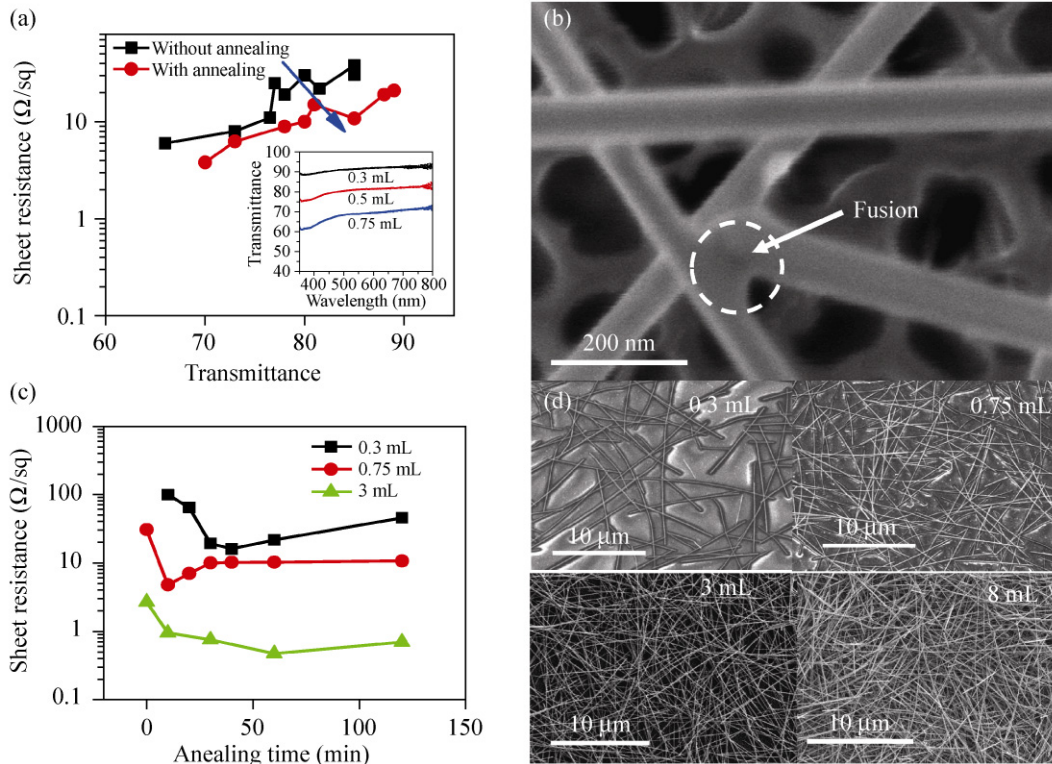 (a)
100
10
1
0.1
Sheet resistance (Ω/sq)
Without annealing
With annealing
100
90
80
70
60
50
40
Transmittance
0.3 mL
0.5 mL
0.75 mL
400 500 600 700 800
Wavelength (nm)
60 70 80 90
Transmittance
(b)
Fusion
200 nm
(c)
1000
100
10
1
0.1
Sheet resistance (Ω/sq)
0.3 mL
0.75 mL
3 mL
0 50 100 150
Anealing time (min)
(d)
0.3 mL
10 μm
0.75 mL
10 μm
3 mL
10 μm
8 mL
10 μm